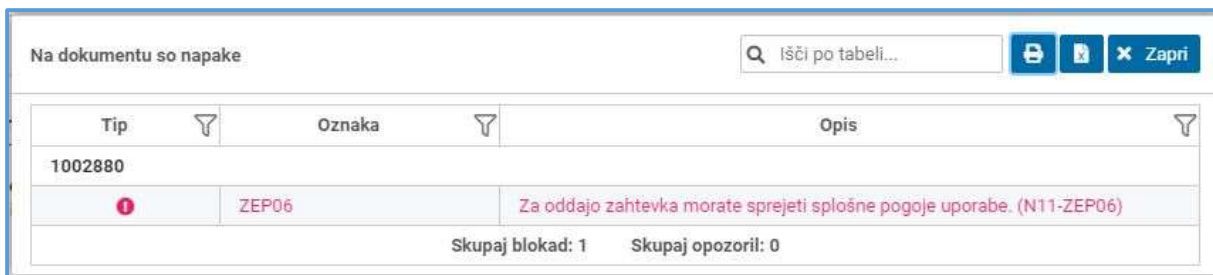 Na dokumentu so napake
Išči po tabeli...
Zapri
Tip Oznaka Opis
1002880
ZEP06 Za oddajo zahtevka morate sprejeti splošne pogoje uporabe. (N11-ZEP06)
Skupaj blokad: 1 Skupaj opozoril: 0